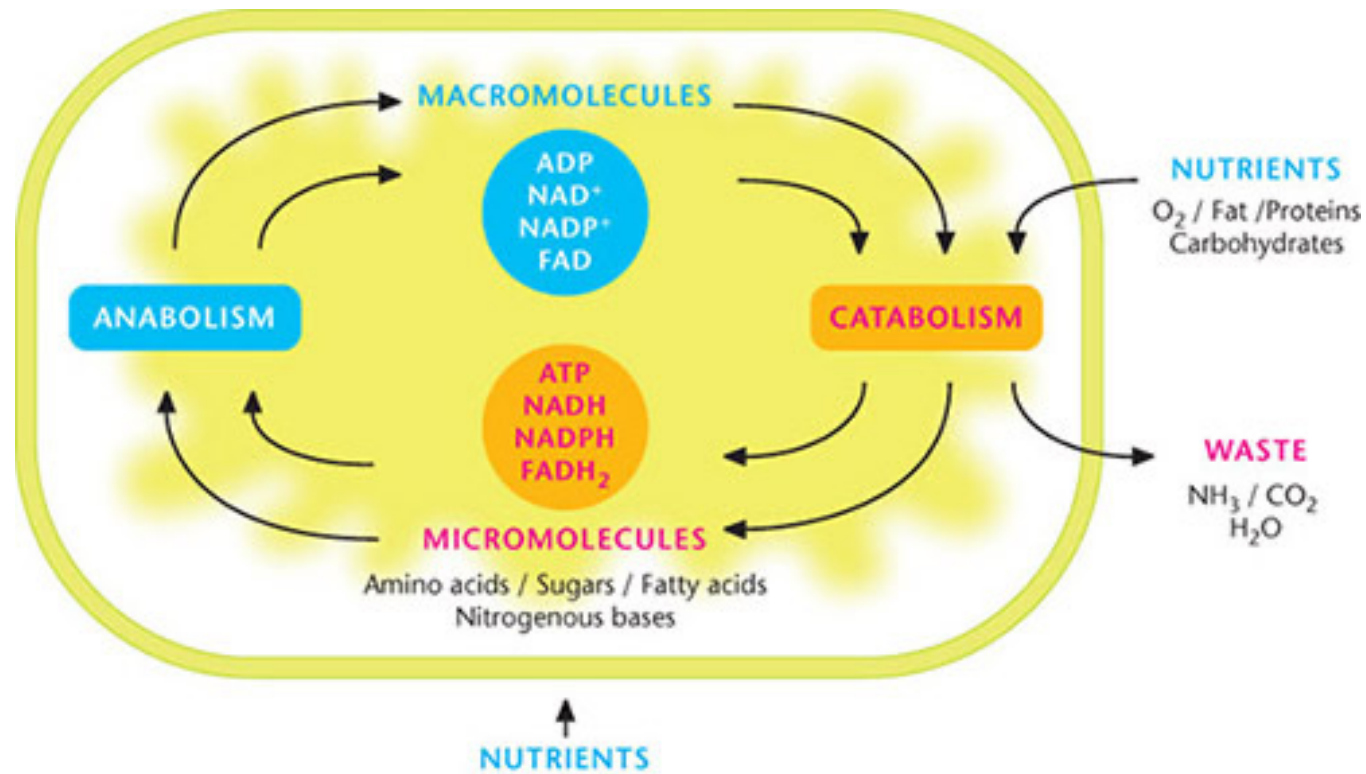 MACROMOLECULES
ADP
NAD⁺
NADP⁺
FAD
NUTRIENTS
O₂ / Fat /Proteins
Carbohydrates
ANABOLISM
CATABOLISM
ATP
NADH
NADPH
FADH₂
WASTE
NH₃ / CO₂
H₂O
MICROMOLECULES
Amino acids / Sugars / Fatty acids
Nitrogenous bases
NUTRIENTS